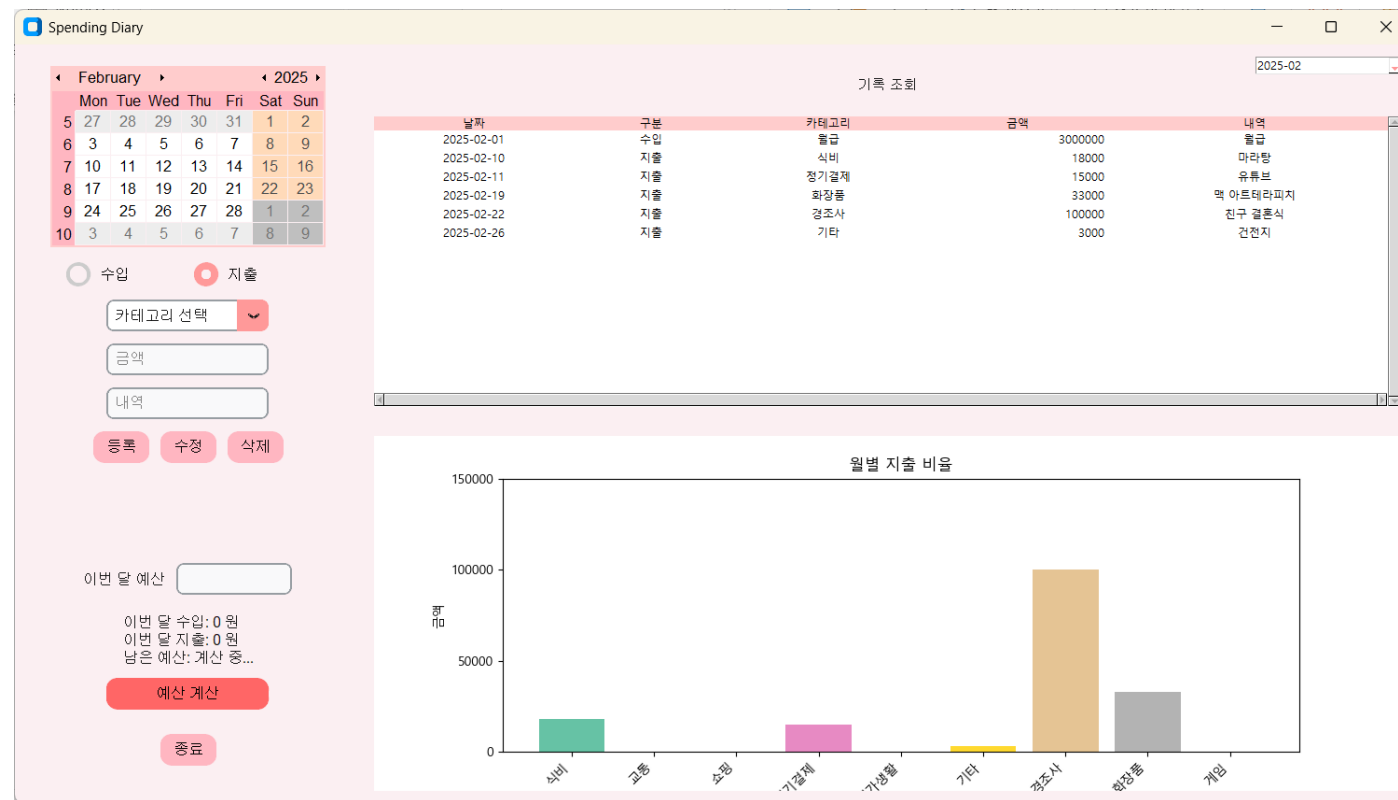 Spending Diary
February 2025
Mon Tue Wed Thu Fri Sat Sun
5 27 28 29 30 31 1 2
6 3 4 5 6 7 8 9
7 10 11 12 13 14 15 16
8 17 18 19 20 21 22 23
9 24 25 26 27 28 1 2
10 3 4 5 6 7 8 9
수입 지출
카테고리 선택
금액
내역
등록 수정 삭제
이번 달 예산
이번 달 수입: 0 원
이번 달 지출: 0 원
남은 예산: 계산 중...
예산 계산
종료
2025-02
기록 조회
날짜 구분 카테고리 금액 내역
2025-02-01 수입 월급 3000000 월급
2025-02-10 지출 식비 18000 마라탕
2025-02-11 지출 정기결제 15000 유튜브
2025-02-19 지출 화장품 33000 맥 아트테라피치
2025-02-22 지출 경조사 100000 친구 결혼식
2025-02-26 지출 기타 3000 건전지
월별 지출 비율
150000
100000
50000
0
금액
식비 교통 쇼핑 기결제 가생활 기타 경조사 화장품 게임